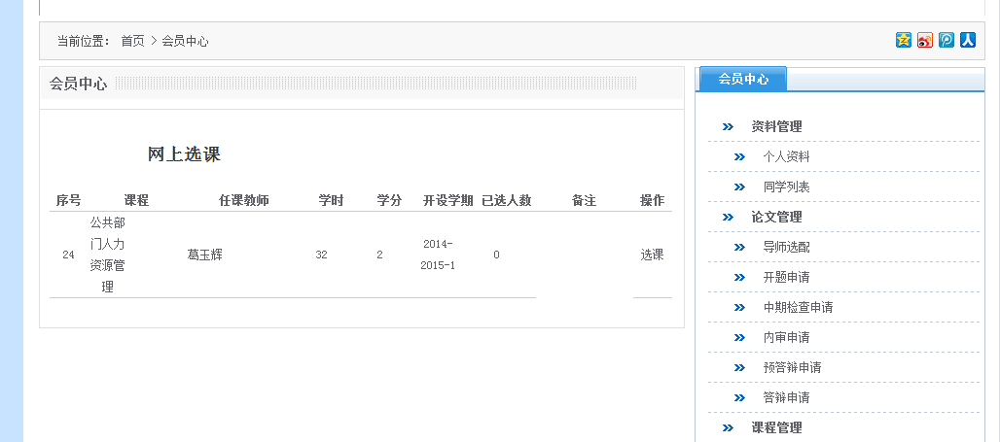 当前位置： 首页 > 会员中心
会员中心
网上选课
序号 课程 任课教师 学时 学分 开设学期 已选人数 备注 操作
24 公共部门人力资源管理 葛玉辉 32 2 2014-2015-1 0 选课
会员中心
资料管理
个人资料
同学列表
论文管理
导师选配
开题申请
中期检查申请
内审申请
预答辩申请
答辩申请
课程管理